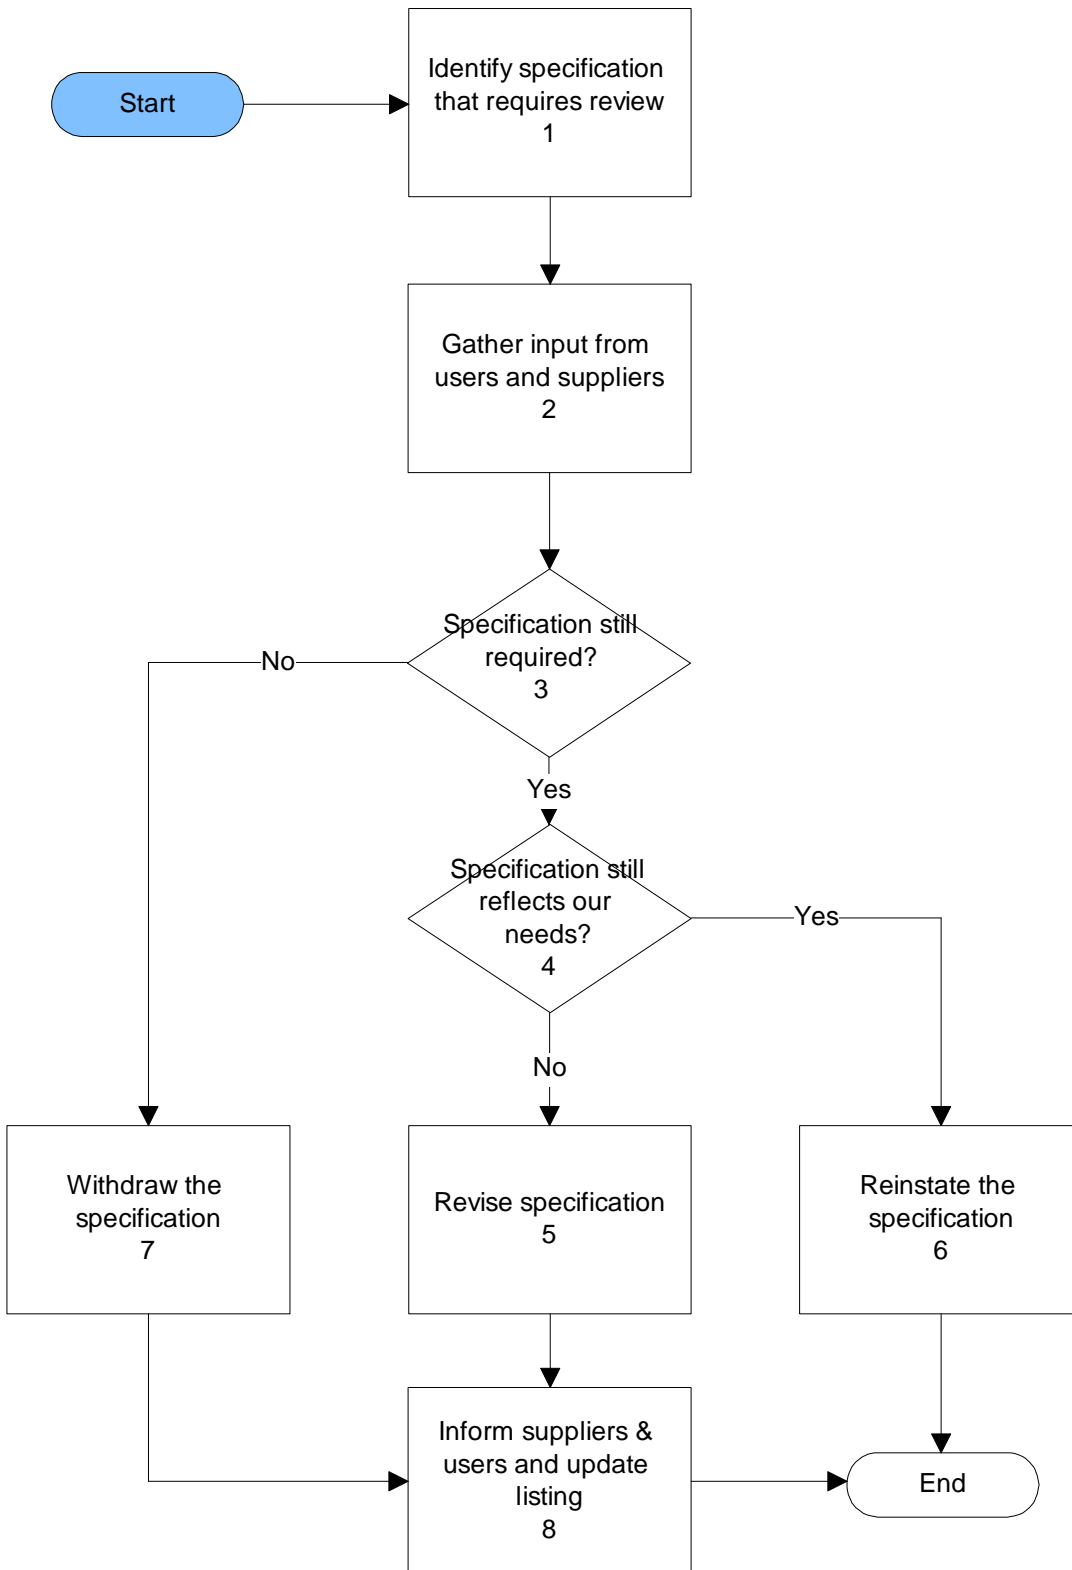 Start
Identify specification
that requires review
1
Gather input from
users and suppliers
2
Specification still
required?
3
No
Yes
Specification still
reflects our
needs?
4
Yes
No
Withdraw the
specification
7
Revise specification
5
Reinstate the
specification
6
Inform suppliers &
users and update
listing
8
End